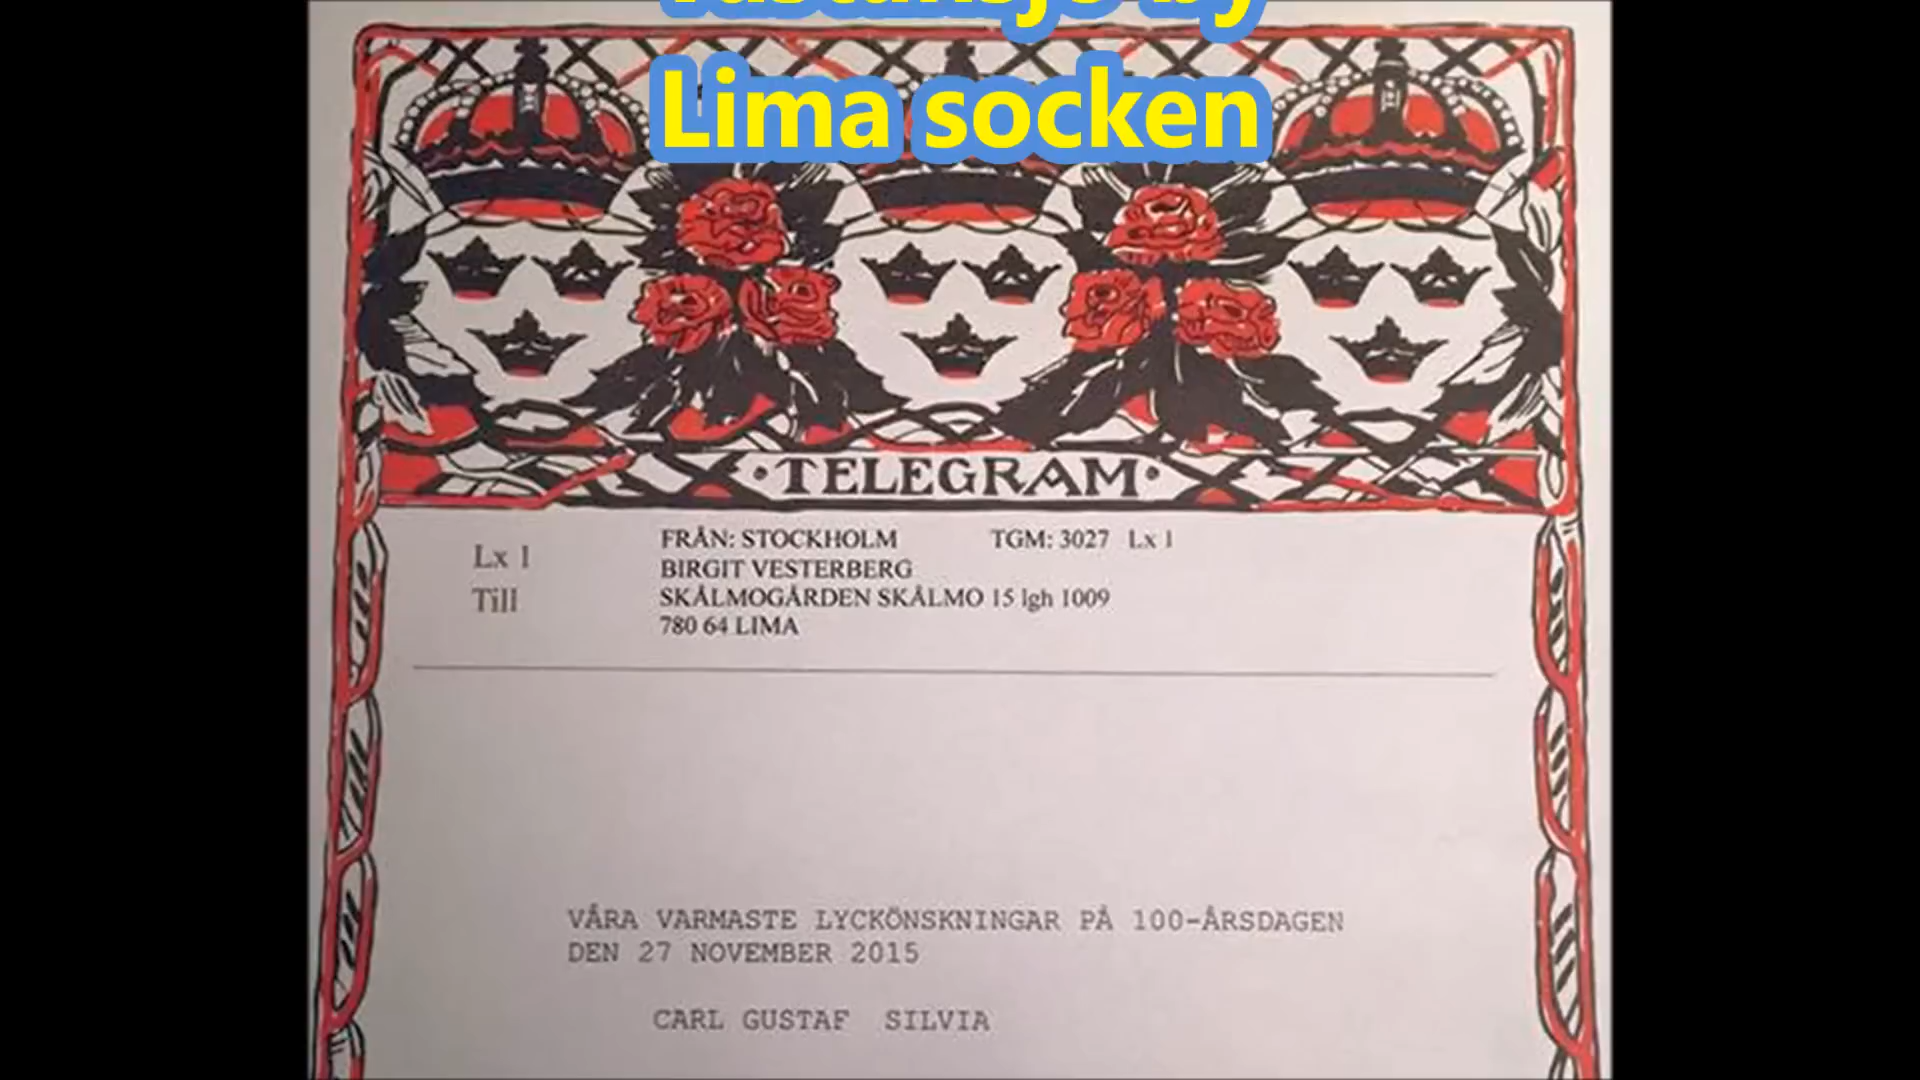 by
Lima socken
·TELEGRAM·
Lx 1
Till
FRÅN: STOCKHOLM TGM: 3027 Lx 1
BIRGIT VESTERBERG
SKÅLMOGÅRDEN SKÅLMO 15 lgh 1009
780 64 LIMA
VÅRA VARMASTE LYCKÖNSKNINGAR PÅ 100-ÅRSDAGEN
DEN 27 NOVEMBER 2015
CARL GUSTAF SILVIA